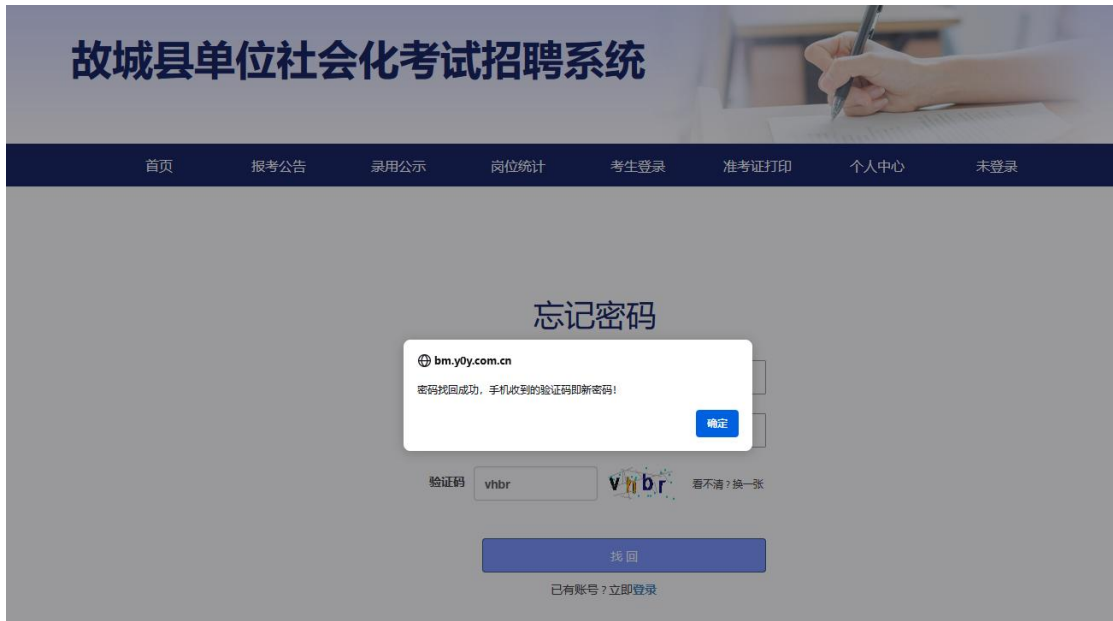 故城县单位社会化考试招聘系统
首页 报考公告 录用公示 岗位统计 考生登录 准考证打印 个人中心 未登录
忘记密码
bm.y0y.com.cn
密码找回成功，手机收到的验证码即新密码！
确定
验证码 vhbr vhbr 看不清？换一张
找回
已有账号？立即登录